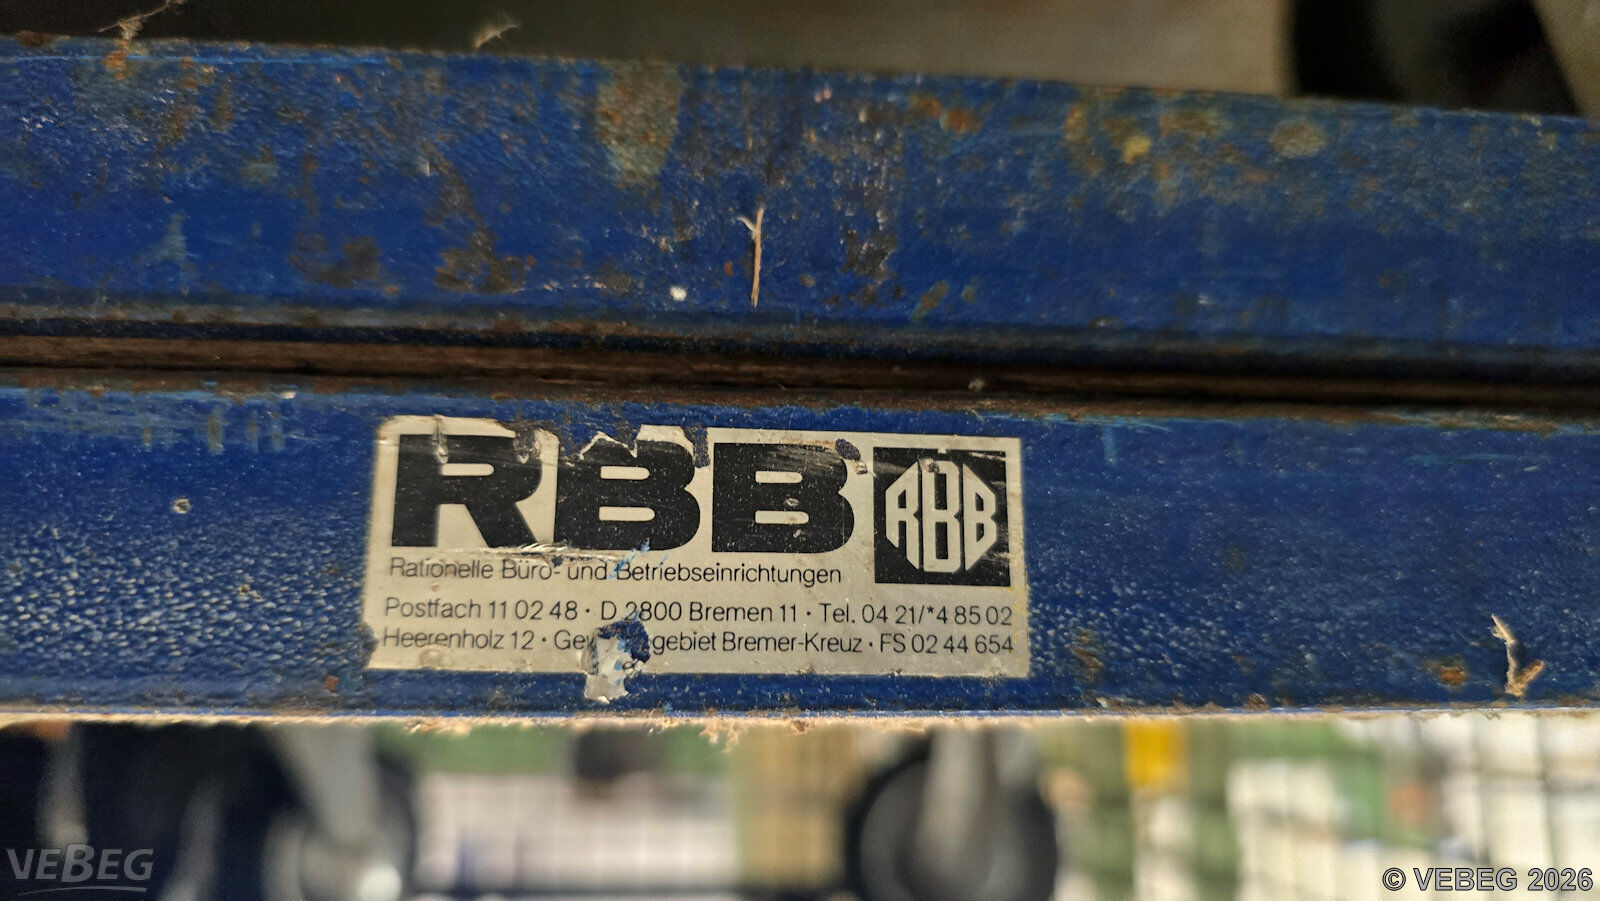 RBB
RBB
Rationelle Büro- und Betriebseinrichtungen
Postfach 11 02 48 · D 2800 Bremen 11 · Tel. 04 21/*4 85 02
Heerenholz 12 · Bremer-Kreuz · FS 02 44 654
VEBEG
© VEBEG 2026